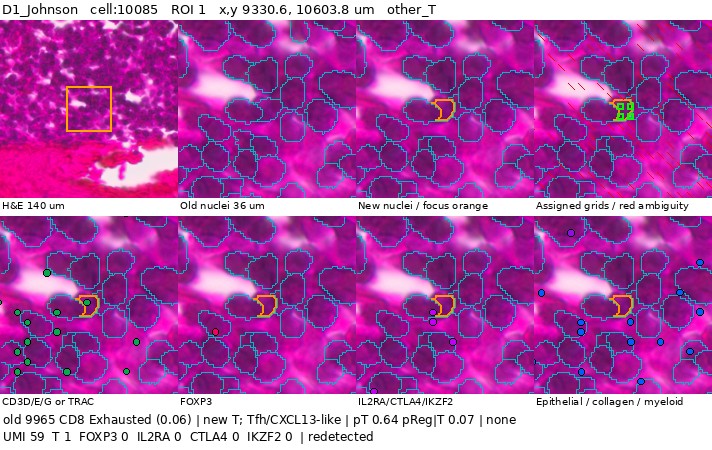 D1_Johnson   cell:10085   ROI 1   x,y 9330.6, 10603.8 um   other_T
H&E 140 um
Old nuclei 36 um
New nuclei / focus orange
Assigned grids / red ambiguity
CD3D/E/G or TRAC
FOXP3
IL2RA/CTLA4/IKZF2
Epithelial / collagen / myeloid
old 9965 CD8 Exhausted (0.06) | new T; Tfh/CXCL13-like | pT 0.64 pReg|T 0.07 | none
UMI 59  T 1  FOXP3 0  IL2RA 0  CTLA4 0  IKZF2 0  | redetected